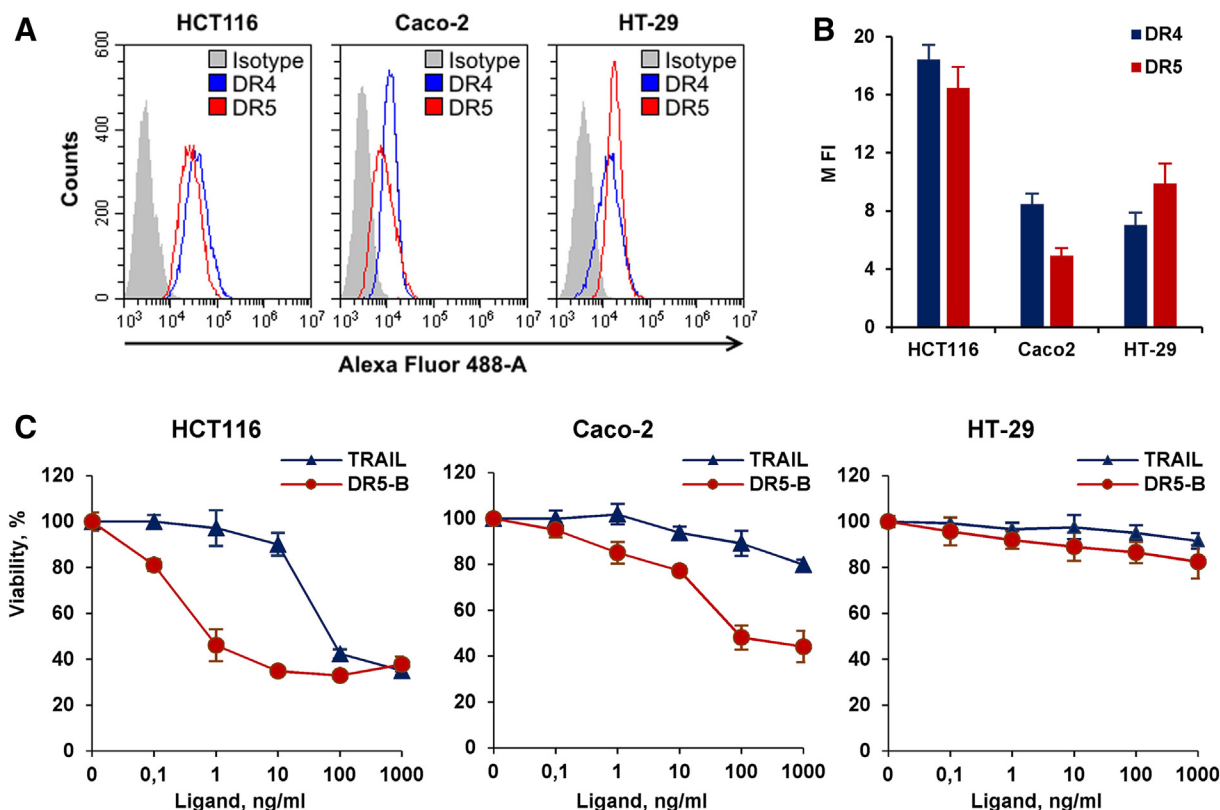 A
HCT116
Caco-2
HT-29
Isotype
DR4
DR5
Isotype
DR4
DR5
Isotype
DR4
DR5
Counts
600
400
200
0
10³ 10⁴ 10⁵ 10⁶ 10⁷
10³ 10⁴ 10⁵ 10⁶ 10⁷
10³ 10⁴ 10⁵ 10⁶ 10⁷
Alexa Fluor 488-A
B
DR4
DR5
MFI
20
16
12
8
4
0
HCT116 Caco2 HT-29
C
HCT116
TRAIL
DR5-B
Viability, %
120
100
80
60
40
20
0
0 0,1 1 10 100 1000
Ligand, ng/ml
Caco-2
TRAIL
DR5-B
120
100
80
60
40
20
0
0 0,1 1 10 100 1000
Ligand, ng/ml
HT-29
TRAIL
DR5-B
120
100
80
60
40
20
0
0 0,1 1 10 100 1000
Ligand, ng/ml